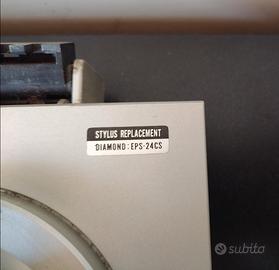 STYLUS REPLACEMENT
DIAMOND: EPS-24CS
subito